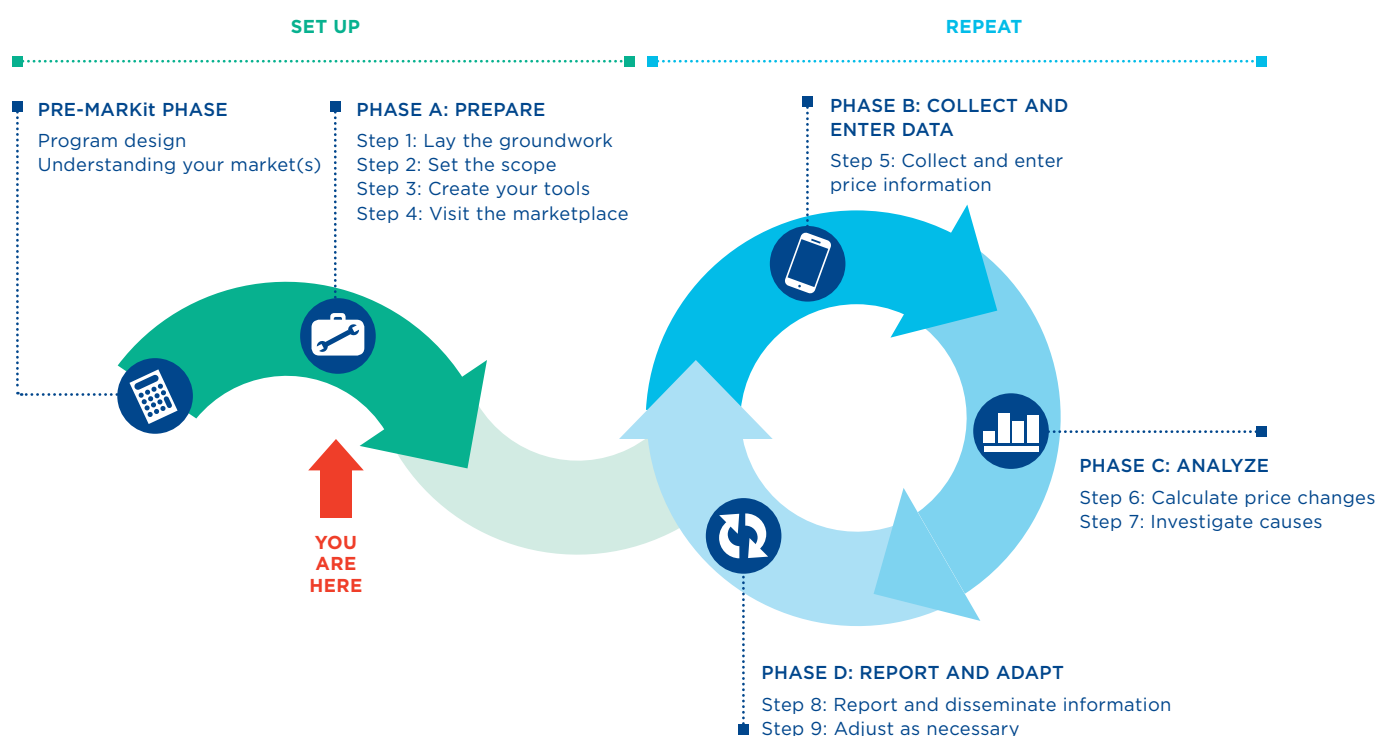 SET UP
REPEAT
PRE-MARKit PHASE
Program design
Understanding your market(s)
PHASE A: PREPARE
Step 1: Lay the groundwork
Step 2: Set the scope
Step 3: Create your tools
Step 4: Visit the marketplace
PHASE B: COLLECT AND
ENTER DATA
Step 5: Collect and enter
price information
YOU
ARE
HERE
PHASE C: ANALYZE
Step 6: Calculate price changes
Step 7: Investigate causes
PHASE D: REPORT AND ADAPT
Step 8: Report and disseminate information
Step 9: Adjust as necessary